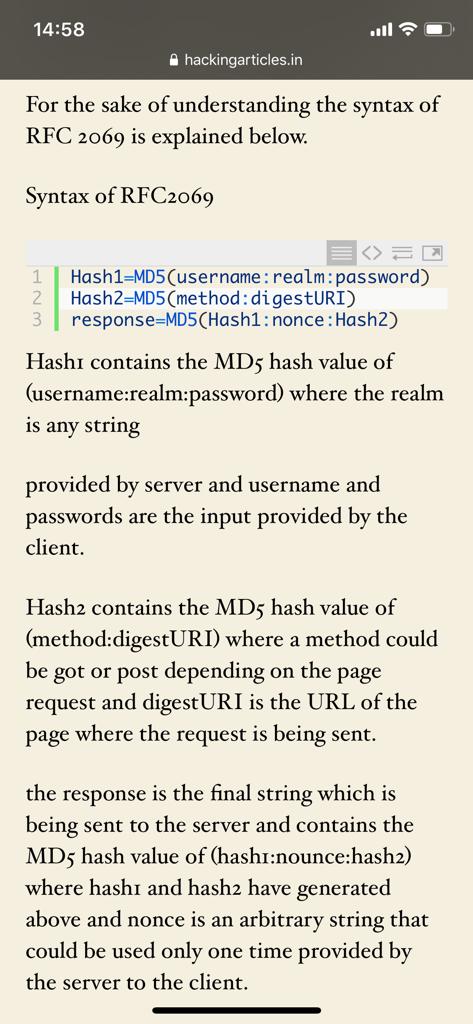 14:58
hackingarticles.in
For the sake of understanding the syntax of
RFC 2069 is explained below.
Syntax of RFC2069
1 Hash1=MD5(username:realm:password)
2 Hash2=MD5(method:digestURI)
3 response=MD5(Hash1:nonce:Hash2)
Hash1 contains the MD5 hash value of
(username:realm:password) where the realm
is any string
provided by server and username and
passwords are the input provided by the
client.
Hash2 contains the MD5 hash value of
(method:digestURI) where a method could
be got or post depending on the page
request and digestURI is the URL of the
page where the request is being sent.
the response is the final string which is
being sent to the server and contains the
MD5 hash value of (hash1:nounce:hash2)
where hash1 and hash2 have generated
above and nonce is an arbitrary string that
could be used only one time provided by
the server to the client.